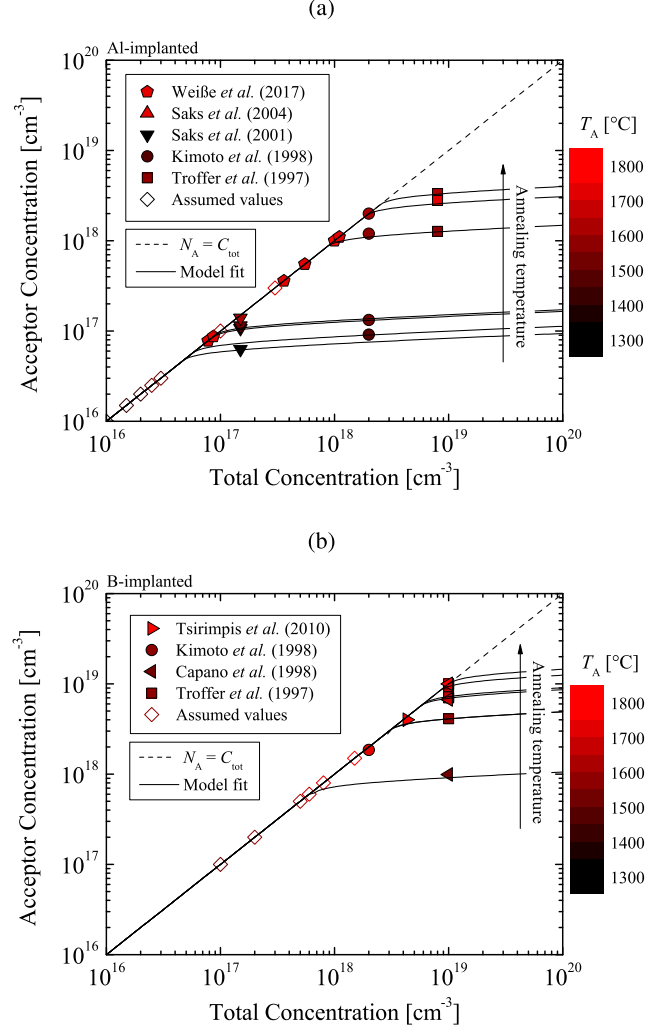 (a)
Al-implanted
10^20
10^19
10^18
10^17
10^16
Acceptor Concentration [cm^-3]
Weiße et al. (2017)
Saks et al. (2004)
Saks et al. (2001)
Kimoto et al. (1998)
Troffer et al. (1997)
Assumed values
N_A = C_tot
Model fit
Annealing temperature
T_A [°C]
1800
1700
1600
1500
1400
1300
10^16
10^17
10^18
10^19
10^20
Total Concentration [cm^-3]
(b)
B-implanted
10^20
10^19
10^18
10^17
10^16
Acceptor Concentration [cm^-3]
Tsirimpis et al. (2010)
Kimoto et al. (1998)
Capano et al. (1998)
Troffer et al. (1997)
Assumed values
N_A = C_tot
Model fit
Annealing temperature
T_A [°C]
1800
1700
1600
1500
1400
1300
10^16
10^17
10^18
10^19
10^20
Total Concentration [cm^-3]